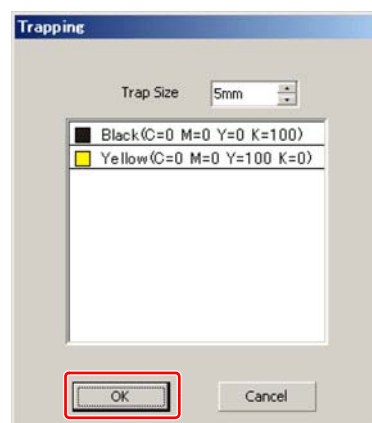 Trapping
Trap Size 5mm
Black(C=0 M=0 Y=0 K=100)
Yellow(C=0 M=0 Y=100 K=0)
OK Cancel